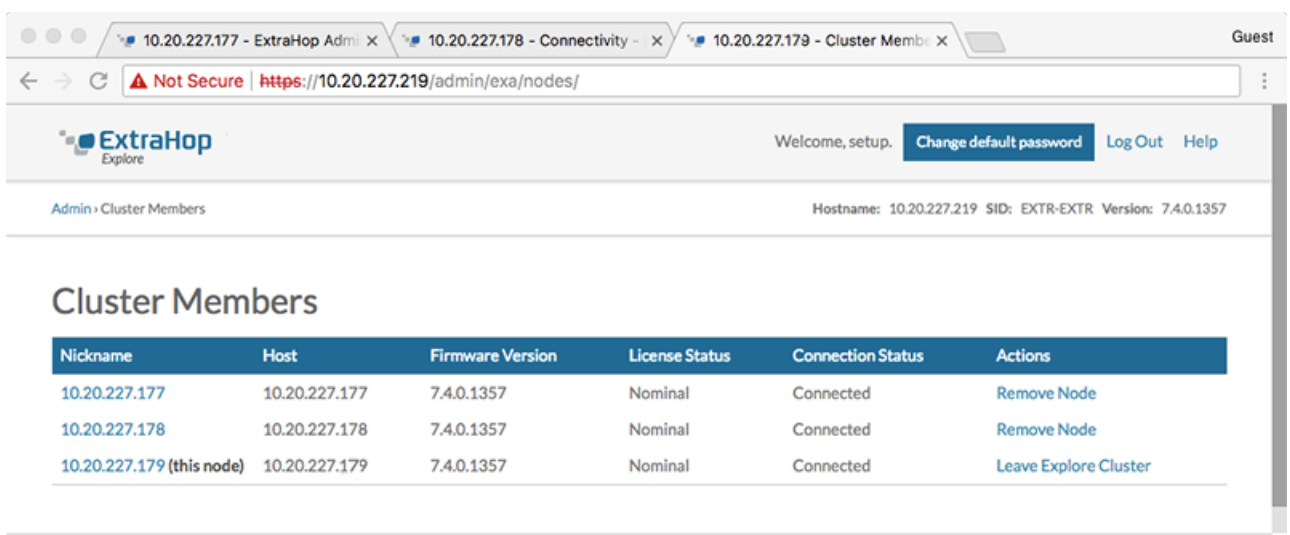 10.20.227.177 - ExtraHop Admi 10.20.227.178 - Connectivity - 10.20.227.179 - Cluster Membe Guest
Not Secure https://10.20.227.219/admin/exa/nodes/
ExtraHop Welcome, setup. Change default password Log Out Help
Explore
Admin › Cluster Members Hostname: 10.20.227.219 SID: EXTR-EXTR Version: 7.4.0.1357
Cluster Members
Nickname Host Firmware Version License Status Connection Status Actions
10.20.227.177 10.20.227.177 7.4.0.1357 Nominal Connected Remove Node
10.20.227.178 10.20.227.178 7.4.0.1357 Nominal Connected Remove Node
10.20.227.179 (this node) 10.20.227.179 7.4.0.1357 Nominal Connected Leave Explore Cluster